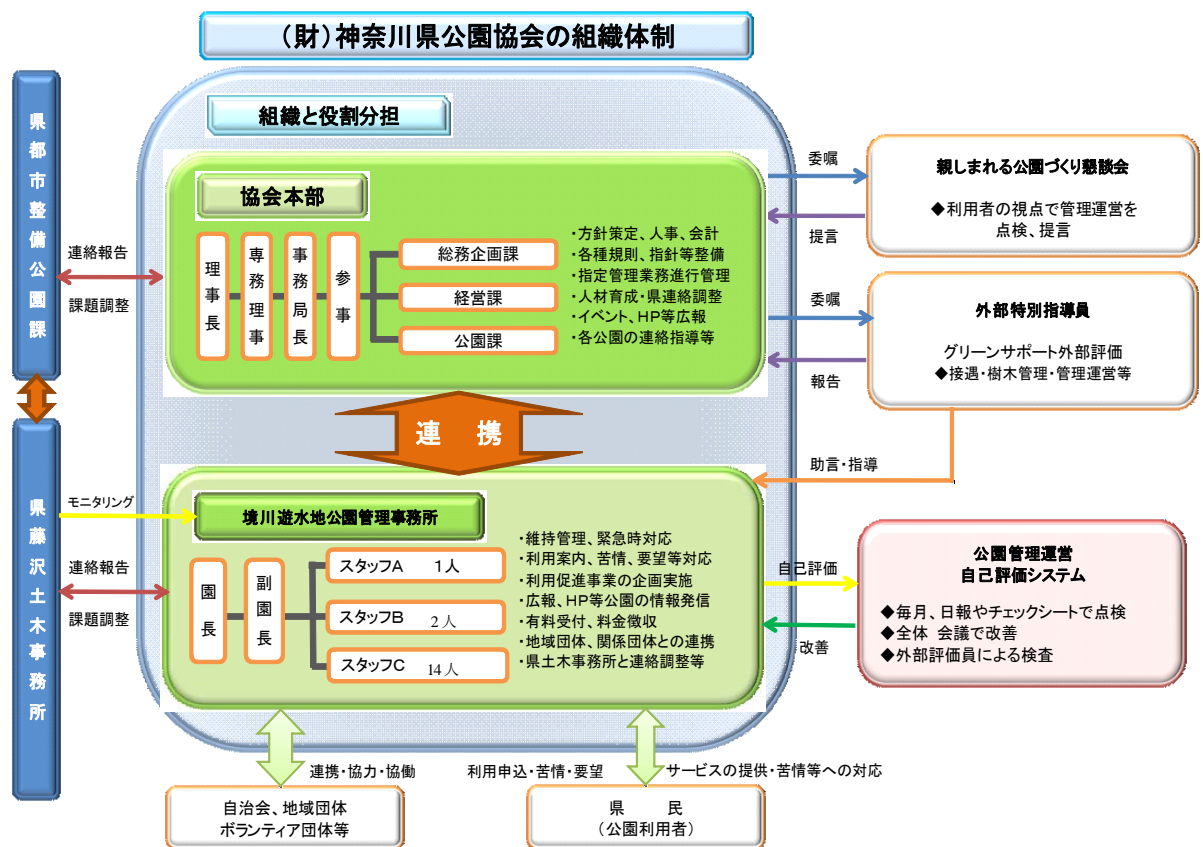 (財)神奈川県公園協会の組織体制
県都市整備公園課
県藤沢土木事務所
連絡報告
課題調整
モニタリング
連絡報告
課題調整
組織と役割分担
協会本部
理事長
専務理事
事務局長
参事
総務企画課
経営課
公園課
・方針策定、人事、会計
・各種規則、指針等整備
・指定管理業務進行管理
・人材育成・県連絡調整
・イベント、HP等広報
・各公園の連絡指導等
連 携
境川遊水地公園管理事務所
園長
副園長
スタッフA 1人
スタッフB 2人
スタッフC 14人
・維持管理、緊急時対応
・利用案内、苦情、要望等対応
・利用促進事業の企画実施
・広報、HP等公園の情報発信
・有料受付、料金徴収
・地域団体、関係団体との連携
・県土木事務所と連絡調整等
委嘱
提言
親しまれる公園づくり懇談会
◆利用者の視点で管理運営を
点検、提言
委嘱
報告
外部特別指導員
グリーンサポート外部評価
◆接遇・樹木管理・管理運営等
助言・指導
自己評価
改善
公園管理運営
自己評価システム
◆毎月、日報やチェックシートで点検
◆全体 会議で改善
◆外部評価員による検査
連携・協力・協働
自治会、地域団体
ボランティア団体等
利用申込・苦情・要望
サービスの提供・苦情等への対応
県 民
(公園利用者)